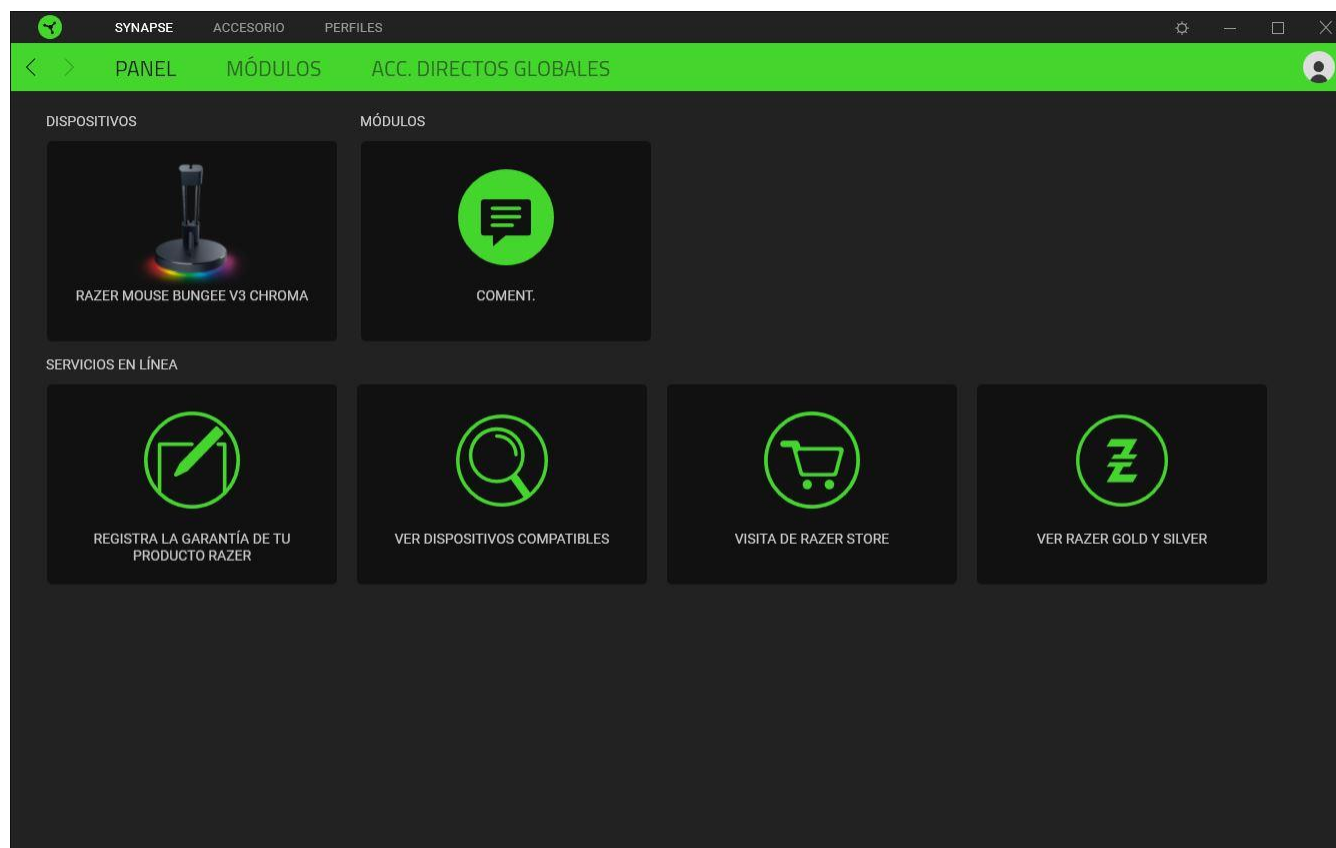 SYNAPSE ACCESORIO PERFILES
PANEL MÓDULOS ACC. DIRECTOS GLOBALES
DISPOSITIVOS MÓDULOS
RAZER MOUSE BUNGEE V3 CHROMA COMENT.
SERVICIOS EN LÍNEA
REGISTRA LA GARANTÍA DE TU
PRODUCTO RAZER
VER DISPOSITIVOS COMPATIBLES
VISITA DE RAZER STORE
VER RAZER GOLD Y SILVER